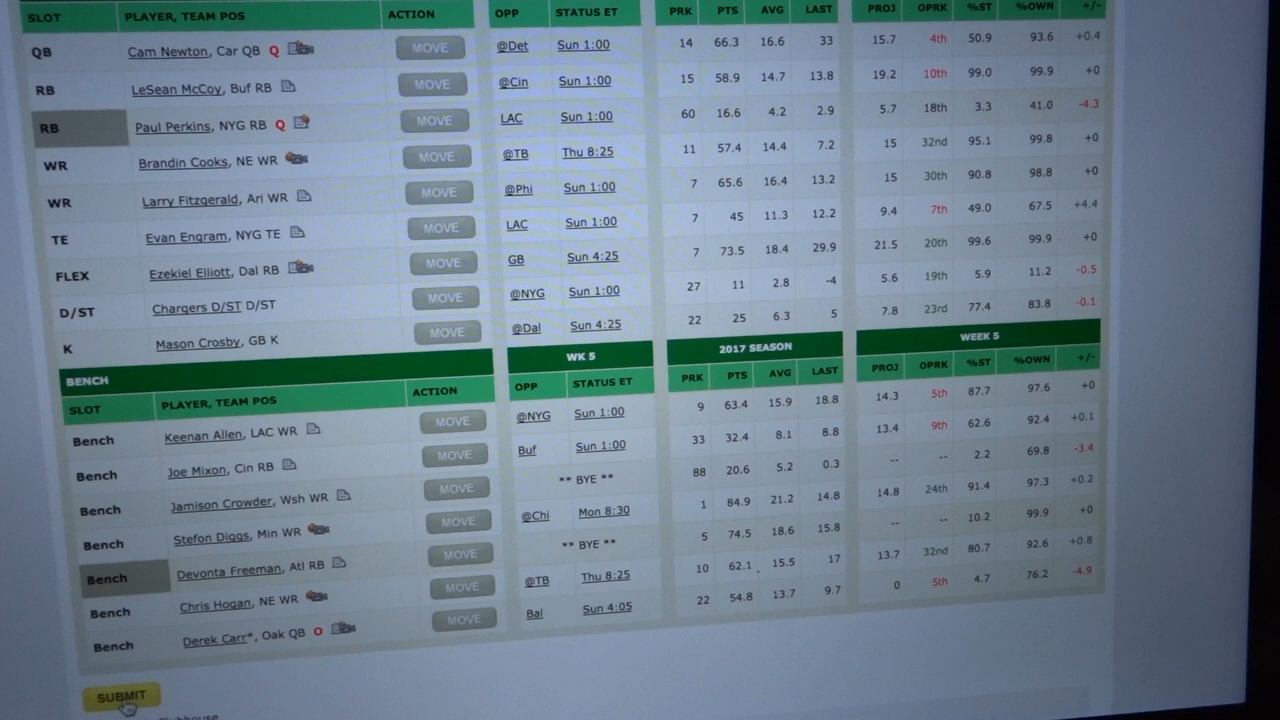 SLOT PLAYER, TEAM POS ACTION OPP STATUS ET PRK PTS AVG LAST PROJ OPRK %ST %OWN +/-
QB Cam Newton, Car QB Q MOVE @Det Sun 1:00 14 66.3 16.6 33 15.7 4th 50.9 93.6 +0.4
RB LeSean McCoy, Buf RB MOVE @Cin Sun 1:00 15 58.9 14.7 13.8 19.2 10th 99.0 99.9 +0
RB Paul Perkins, NYG RB Q MOVE LAC Sun 1:00 60 16.6 4.2 2.9 5.7 18th 3.3 41.0 -4.3
WR Brandin Cooks, NE WR MOVE @TB Thu 8:25 11 57.4 14.4 7.2 15 32nd 95.1 99.8 +0
WR Larry Fitzgerald, Ari WR MOVE @Phi Sun 1:00 7 65.6 16.4 13.2 15 30th 90.8 98.8 +0
TE Evan Engram, NYG TE MOVE LAC Sun 1:00 7 45 11.3 12.2 9.4 7th 49.0 67.5 +4.4
FLEX Ezekiel Elliott, Dal RB MOVE GB Sun 4:25 7 73.5 18.4 29.9 21.5 20th 99.6 99.9 +0
D/ST Chargers D/ST D/ST MOVE @NYG Sun 1:00 27 11 2.8 -4 5.6 19th 5.9 11.2 -0.5
K Mason Crosby, GB K MOVE @Dal Sun 4:25 22 25 6.3 5 7.8 23rd 77.4 83.8 -0.1
BENCH WK 5 2017 SEASON WEEK 5
SLOT PLAYER, TEAM POS ACTION OPP STATUS ET PRK PTS AVG LAST PROJ OPRK %ST %OWN +/-
Bench Keenan Allen, LAC WR MOVE @NYG Sun 1:00 9 63.4 15.9 18.8 14.3 5th 87.7 97.6 +0
Bench Joe Mixon, Cin RB MOVE Buf Sun 1:00 33 32.4 8.1 8.8 13.4 9th 62.6 92.4 +0.1
Bench Jamison Crowder, Wsh WR MOVE ** BYE ** 88 20.6 5.2 0.3 -- -- 2.2 69.8 -3.4
Bench Stefon Diggs, Min WR MOVE @Chi Mon 8:30 1 84.9 21.2 14.8 14.8 24th 91.4 97.3 +0.2
Bench Devonta Freeman, Atl RB MOVE ** BYE ** 5 74.5 18.6 15.8 -- -- 10.2 99.9 +0
Bench Chris Hogan, NE WR MOVE @TB Thu 8:25 10 62.1 15.5 17 13.7 32nd 80.7 92.6 +0.8
Bench Derek Carr*, Oak QB O MOVE Bal Sun 4:05 22 54.8 13.7 9.7 0 5th 4.7 76.2 -4.9
SUBMIT
Clubhouse